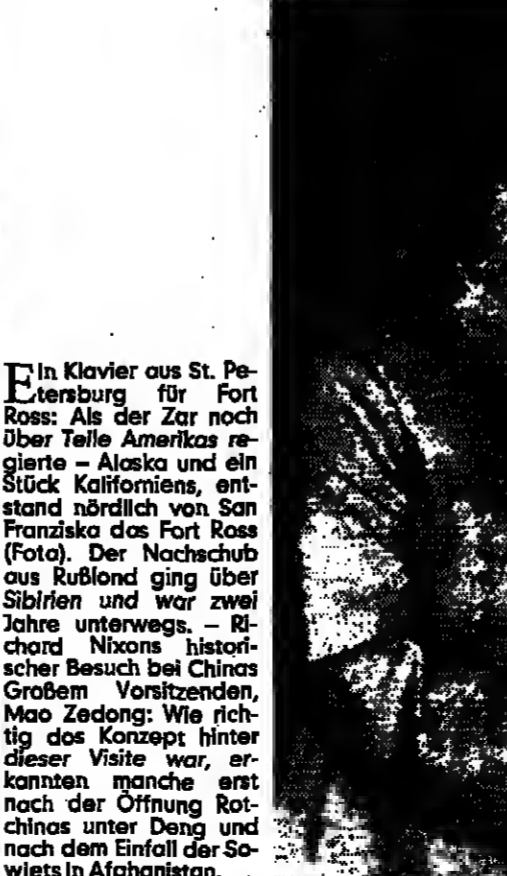 Ein Klavier aus St. Pe-
tersburg für Fort
Ross: Als der Zar noch
über Teile Amerikas re-
gierte – Alaska und ein
Stück Kaliforniens, ent-
stand nördlich von San
Franziska das Fort Ross
(Foto). Der Nachschub
aus Rußland ging über
Sibirien und war zwei
Jahre unterwegs. – Ri-
chard Nixons histori-
scher Besuch bei Chinas
Großem Vorsitzenden,
Mao Zedong: Wie rich-
tig das Konzept hinter
dieser Visite war, er-
kannten manche erst
nach der Öffnung Rot-
chinas unter Deng und
nach dem Einfall der So-
wjets in Afghanistan.